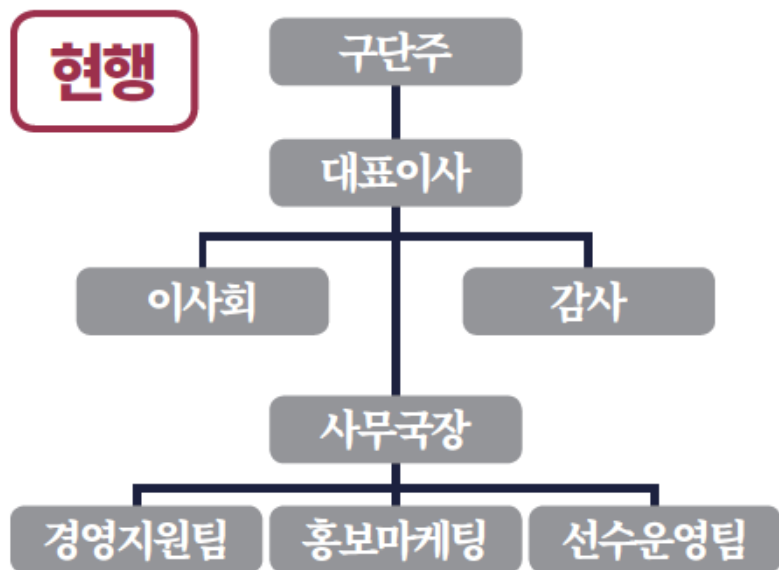 현행
구단주
대표이사
이사회
감사
사무국장
경영지원팀
홍보마케팅
선수운영팀